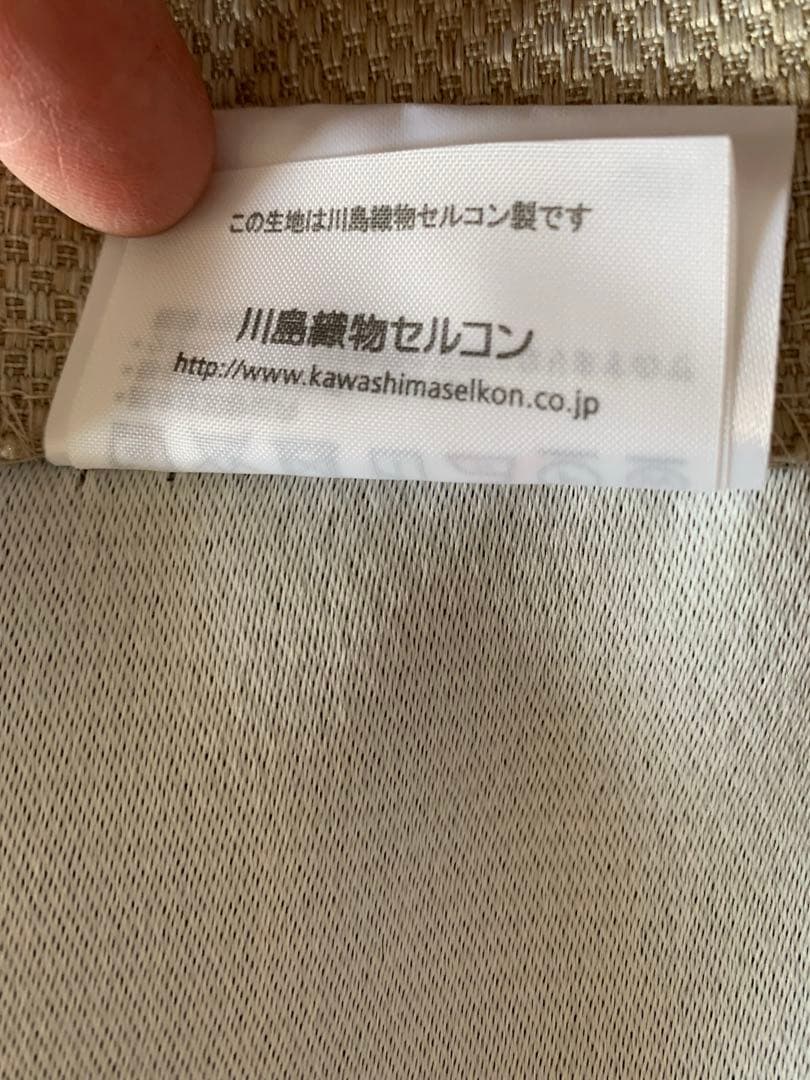 この生地は川島織物セルコン製です
川島織物セルコン
http://www.kawashimaselkon.co.jp